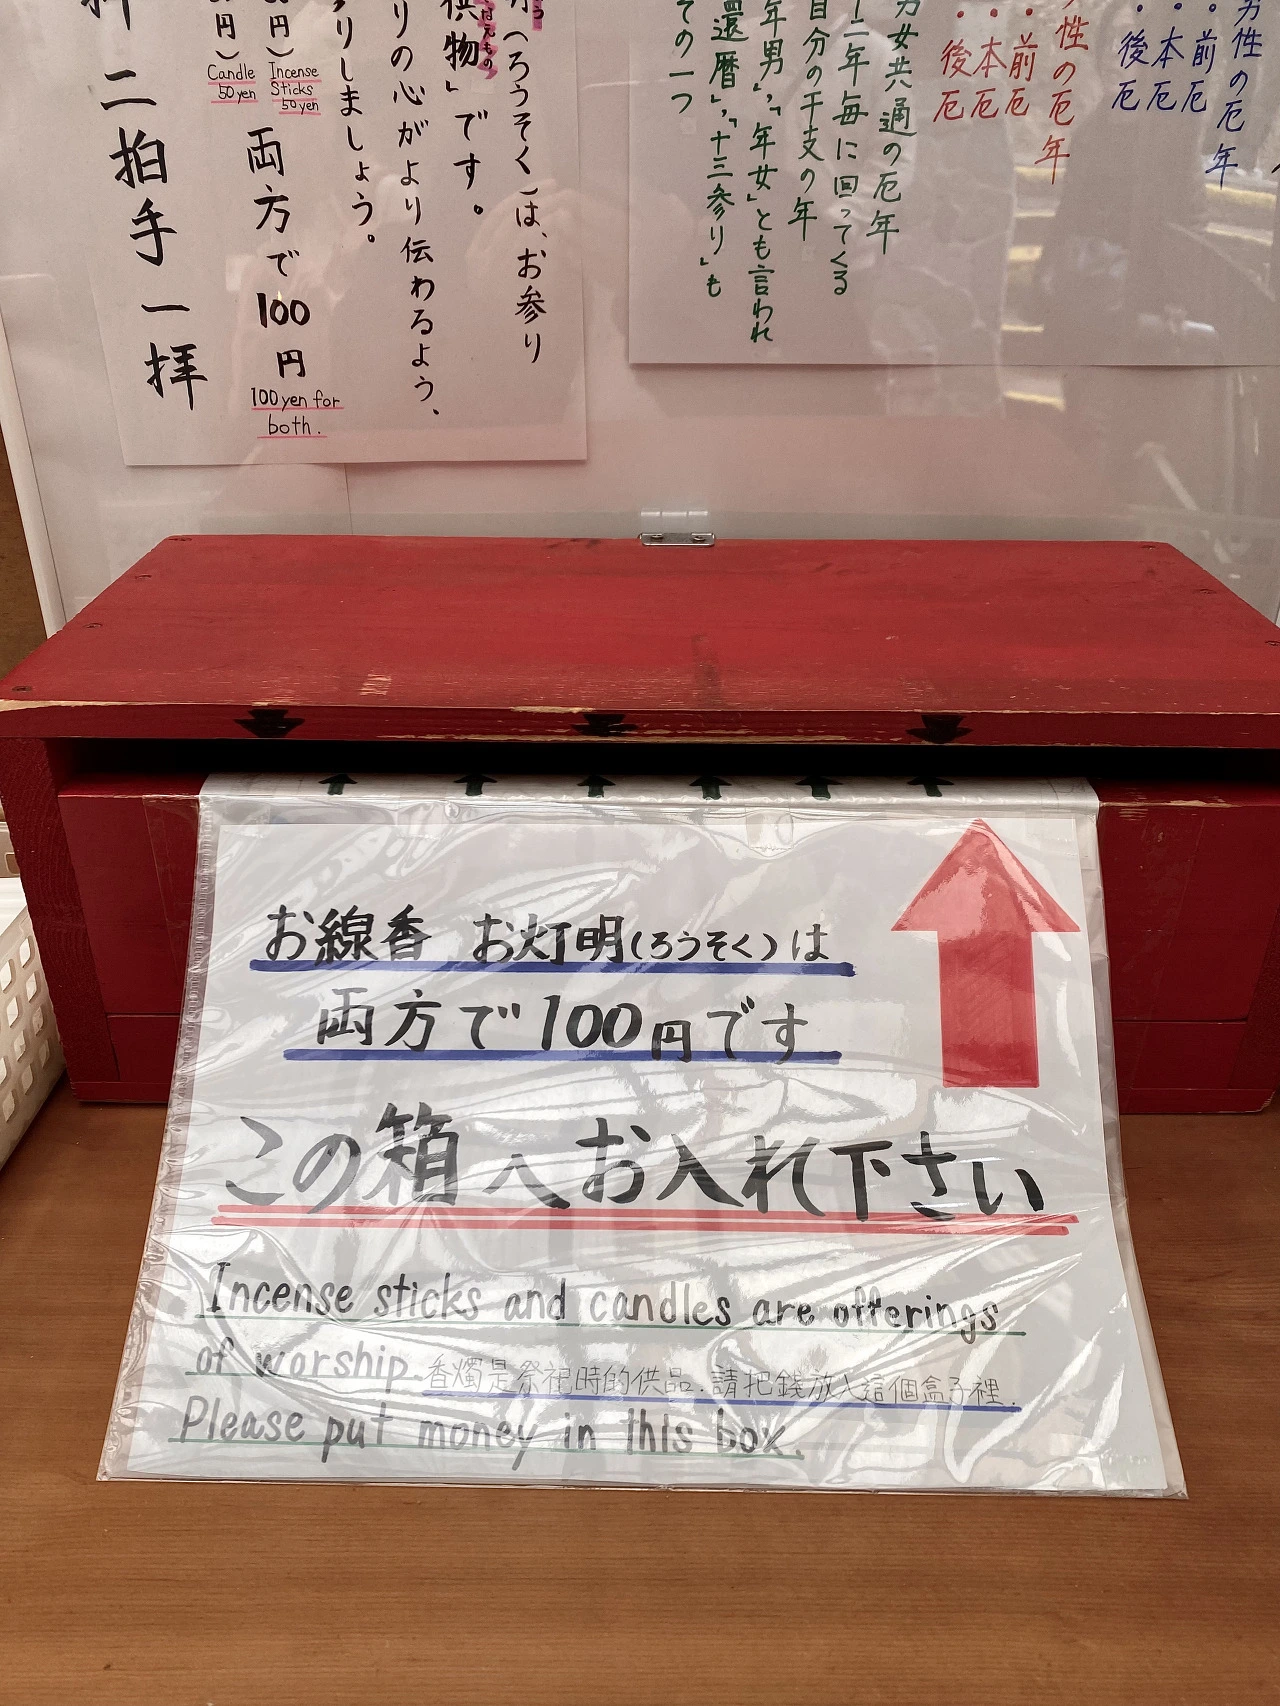 男性の厄年
・前厄
・本厄
・後厄
性の厄年
・前厄
・本厄
・後厄
男女共通の厄年
十二年毎に回ってくる
自分の干支の年
年男」,「年女」とも言われ
還暦」,「十三参り」も
その一つ
(ろうそく)は、お参り
供物」です。
そなえもの
りの心がより伝わるよう、
りしましょう。
円)
Incense
Sticks
50yen
両方で100円
100yen for
both.
円)
Candle
50yen
二拍手一拝
お線香 お灯明(ろうそく)は
両方で100円です
この箱へお入れ下さい
Incense sticks and candles are offerings
of worship.香燭是祭祀時的供品.請把錢放入這個盒子裡.
Please put money in this box.